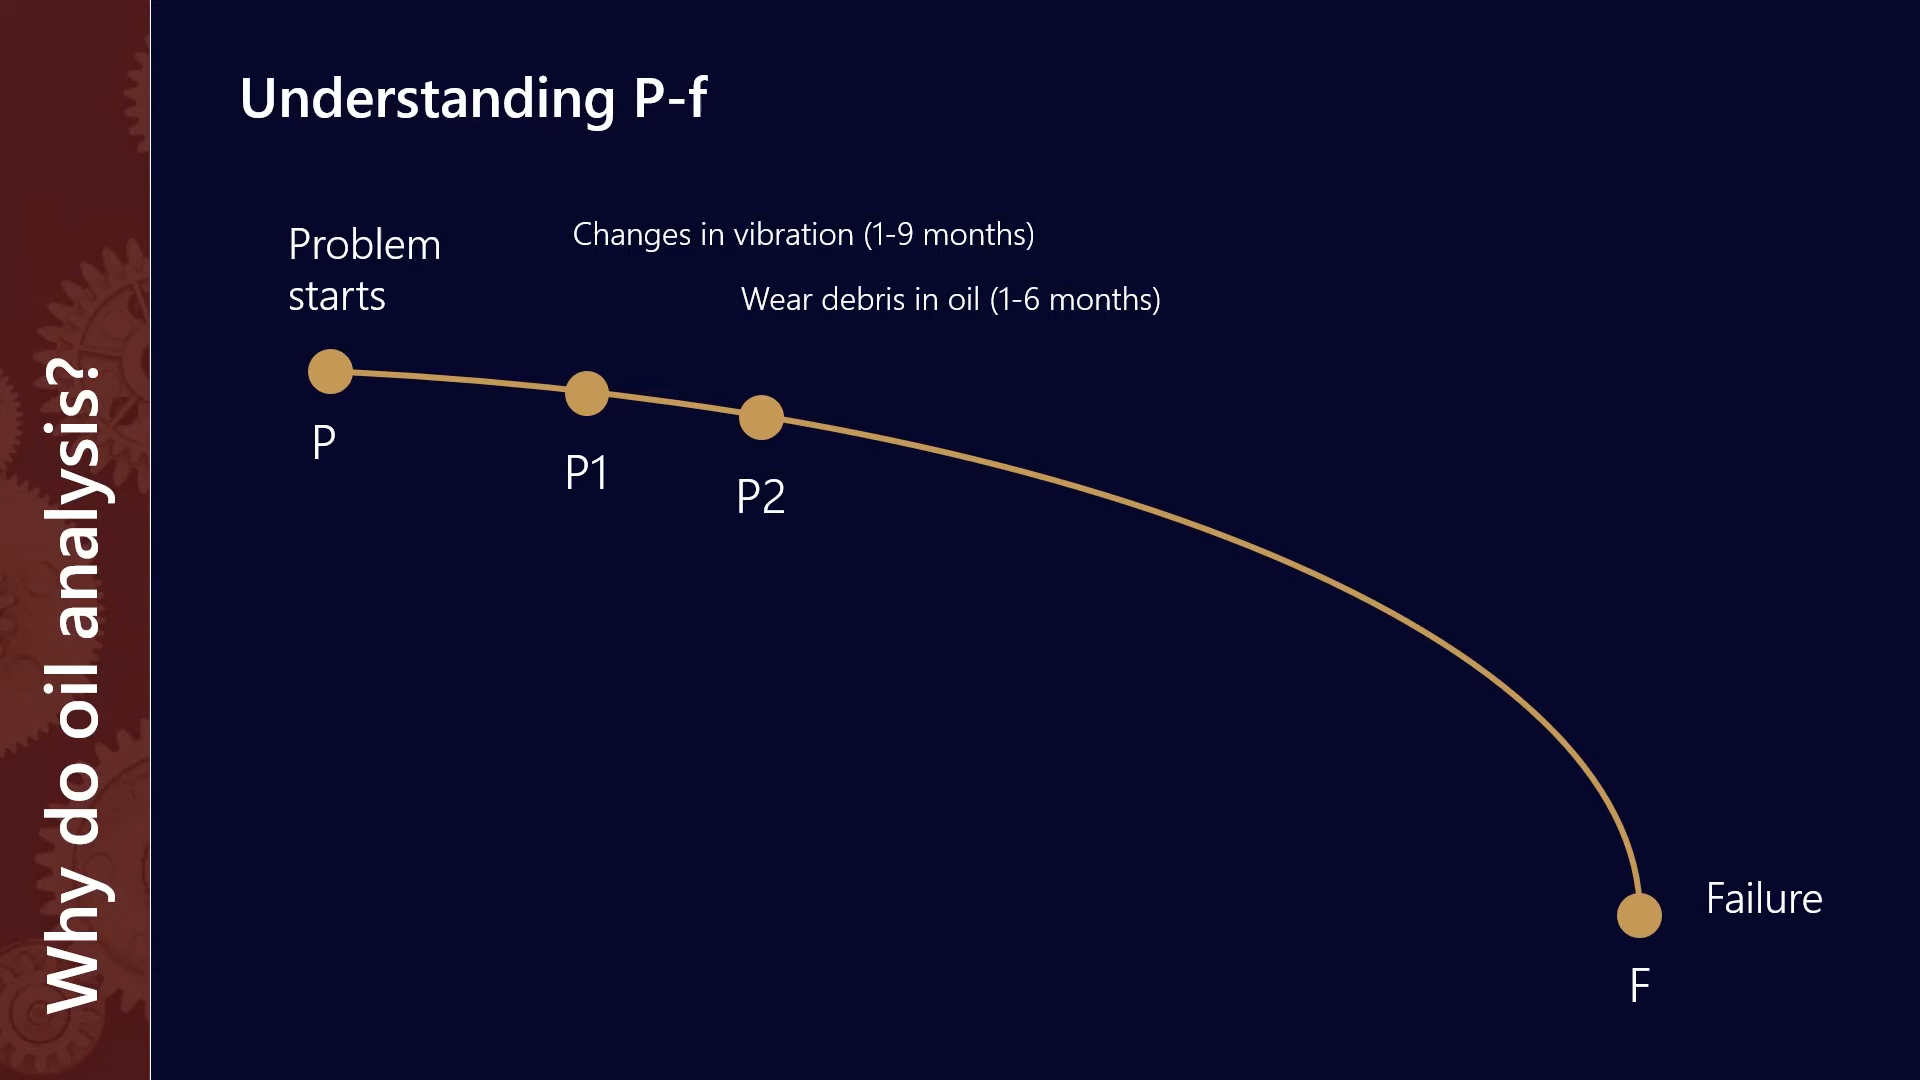 Why do oil analysis?
Understanding P-f
Problem
starts
Changes in vibration (1-9 months)
Wear debris in oil (1-6 months)
P
P1
P2
Failure
F